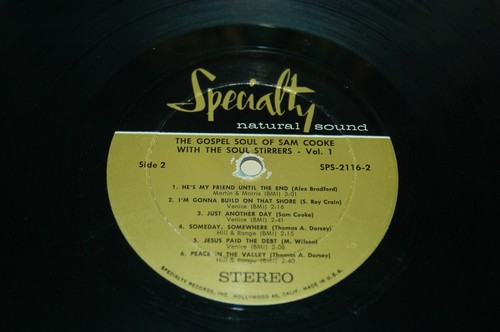 Specialty
natural sound
THE GOSPEL SOUL OF SAM COOKE
WITH THE SOUL STIRRERS - Vol. 1
Side 2
SPS-2116-2
1. HE'S MY FRIEND UNTIL THE END (Alex Bradford)
Martin & Morris (BMI) 3:01
2. I'M GONNA BUILD ON THAT SHORE (S. Roy Crain)
Venice (BMI) 2:16
3. JUST ANOTHER DAY (Sam Cooke)
Venice (BMI) 2:41
4. SOMEDAY, SOMEWHERE (Thomas A. Dorsey)
Hill & Range (BMI) 2:15
5. JESUS PAID THE DEBT (M. Wilson)
Venice (BMI) 3:08
6. PEACE IN THE VALLEY (Thomas A. Dorsey)
Hill & Range (BMI) 2:40
STEREO
SPECIALTY RECORDS, INC. HOLLYWOOD 46, CALIF. MADE IN U.S.A.